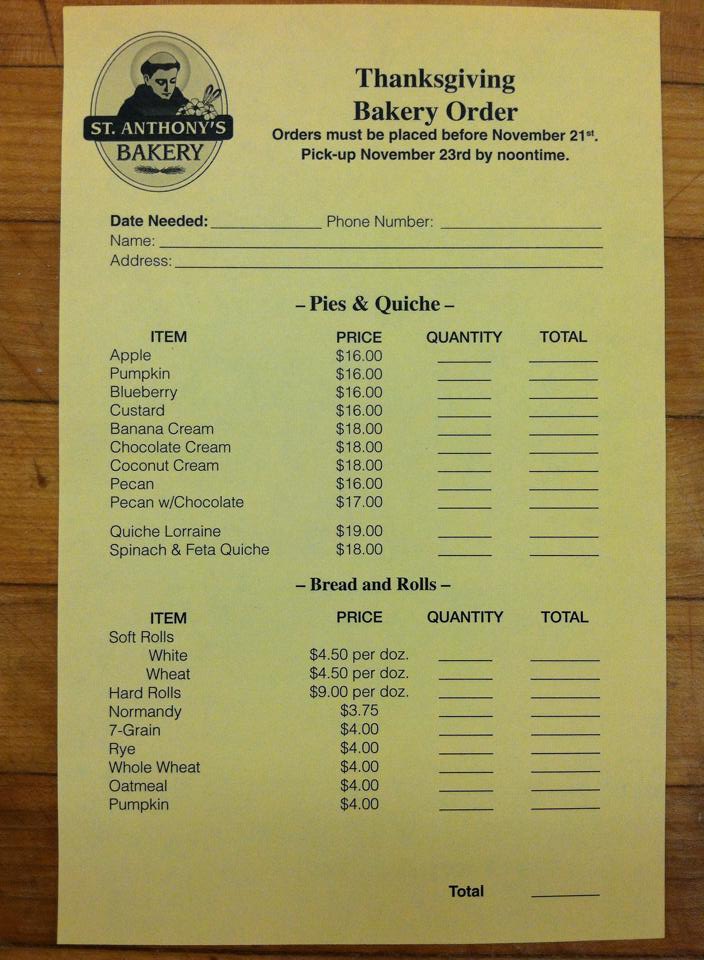 ST. ANTHONY'S
BAKERY
Thanksgiving
Bakery Order
Orders must be placed before November 21st.
Pick-up November 23rd by noontime.
Date Needed: Phone Number:
Name:
Address:
– Pies & Quiche –
ITEM PRICE QUANTITY TOTAL
Apple $16.00
Pumpkin $16.00
Blueberry $16.00
Custard $16.00
Banana Cream $18.00
Chocolate Cream $18.00
Coconut Cream $18.00
Pecan $16.00
Pecan w/Chocolate $17.00
Quiche Lorraine $19.00
Spinach & Feta Quiche $18.00
– Bread and Rolls –
ITEM PRICE QUANTITY TOTAL
Soft Rolls
White $4.50 per doz.
Wheat $4.50 per doz.
Hard Rolls $9.00 per doz.
Normandy $3.75
7-Grain $4.00
Rye $4.00
Whole Wheat $4.00
Oatmeal $4.00
Pumpkin $4.00
Total